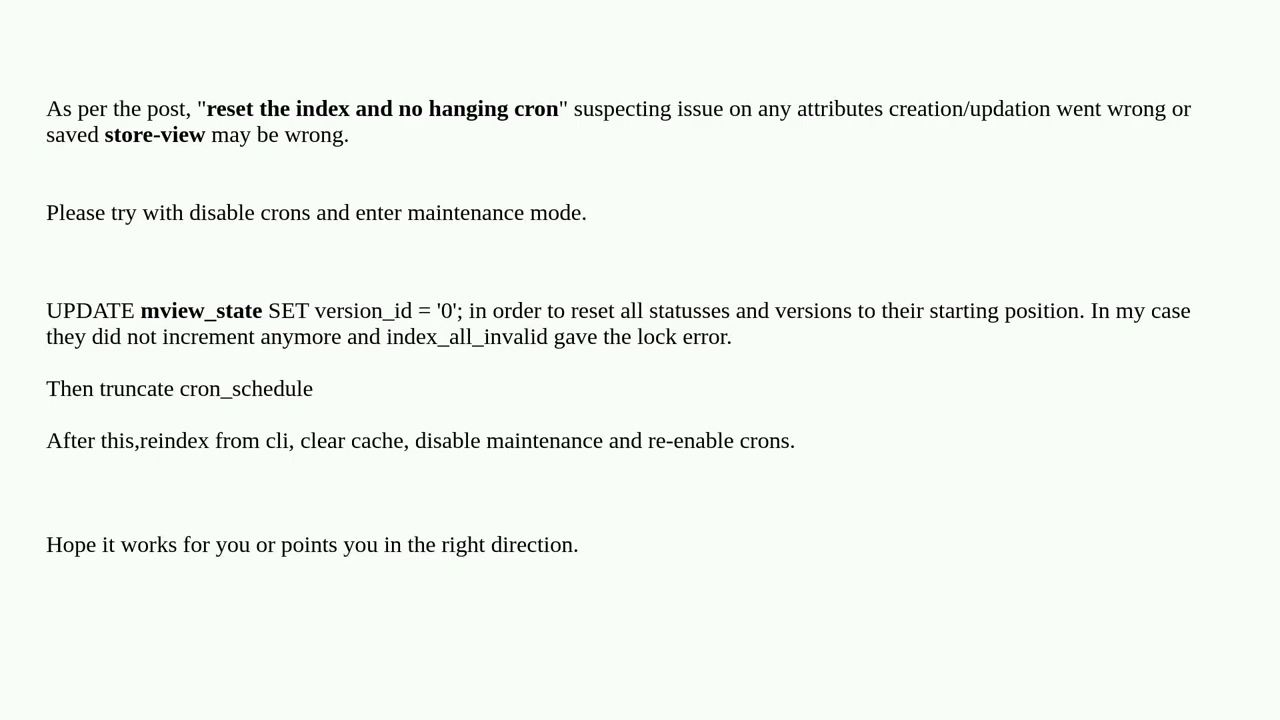 As per the post, "reset the index and no hanging cron" suspecting issue on any attributes creation/updation went wrong or
saved store-view may be wrong.
Please try with disable crons and enter maintenance mode.
UPDATE mview_state SET version_id = '0'; in order to reset all statusses and versions to their starting position. In my case
they did not increment anymore and index_all_invalid gave the lock error.
Then truncate cron_schedule
After this,reindex from cli, clear cache, disable maintenance and re-enable crons.
Hope it works for you or points you in the right direction.